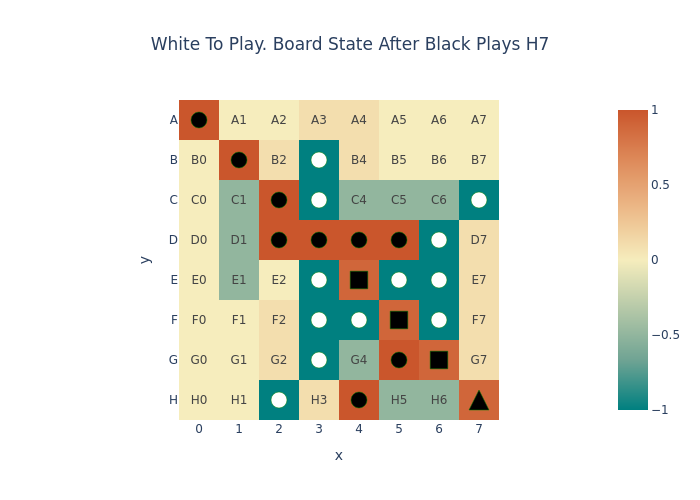 White To Play. Board State After Black Plays H7
A A1 A2 A3 A4 A5 A6 A7
B B0 B2 B4 B5 B6 B7
C C0 C1 C4 C5 C6
D D0 D1 D7
E E0 E1 E2 E7
F F0 F1 F2 F7
G G0 G1 G2 G4 G7
H H0 H1 H3 H5 H6
0 1 2 3 4 5 6 7
x
y
1
0.5
0
−0.5
−1